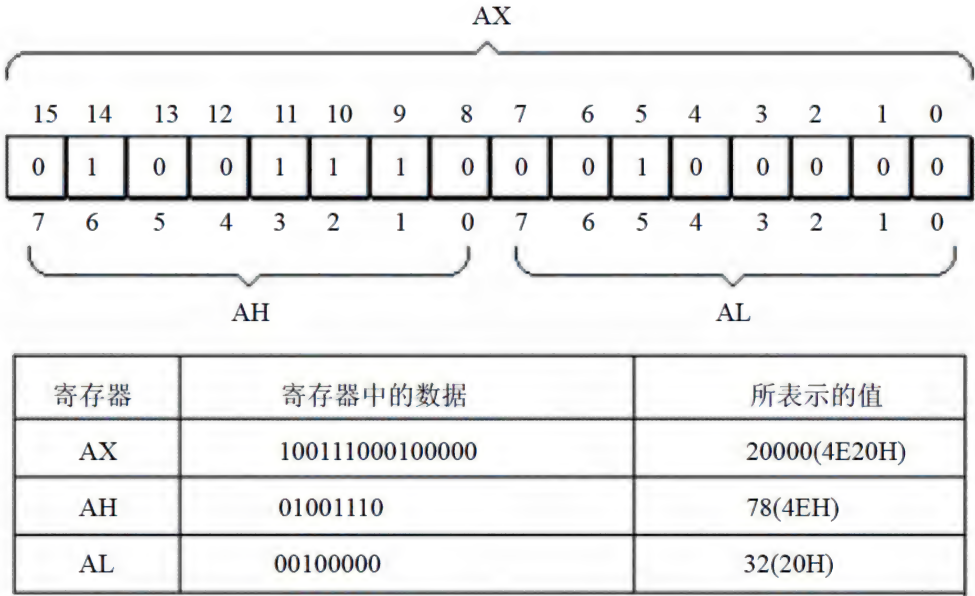 AX
15 14 13 12 11 10 9 8 7 6 5 4 3 2 1 0
0 1 0 0 1 1 1 0 0 0 1 0 0 0 0 0
7 6 5 4 3 2 1 0 7 6 5 4 3 2 1 0
AH AL
寄存器 寄存器中的数据 所表示的值
AX 100111000100000 20000(4E20H)
AH 01001110 78(4EH)
AL 00100000 32(20H)